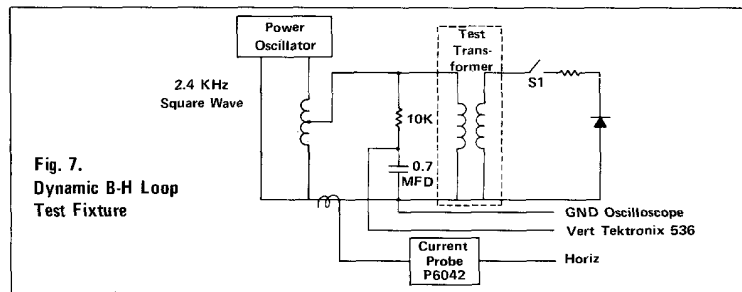 Power
Oscillator
2.4 KHz
Square Wave
10K
0.7
MFD
Test
Trans-
former
S1
Fig. 7.
Dynamic B-H Loop
Test Fixture
GND Oscilloscope
Vert Tektronix 536
Current
Probe
P6042
Horiz